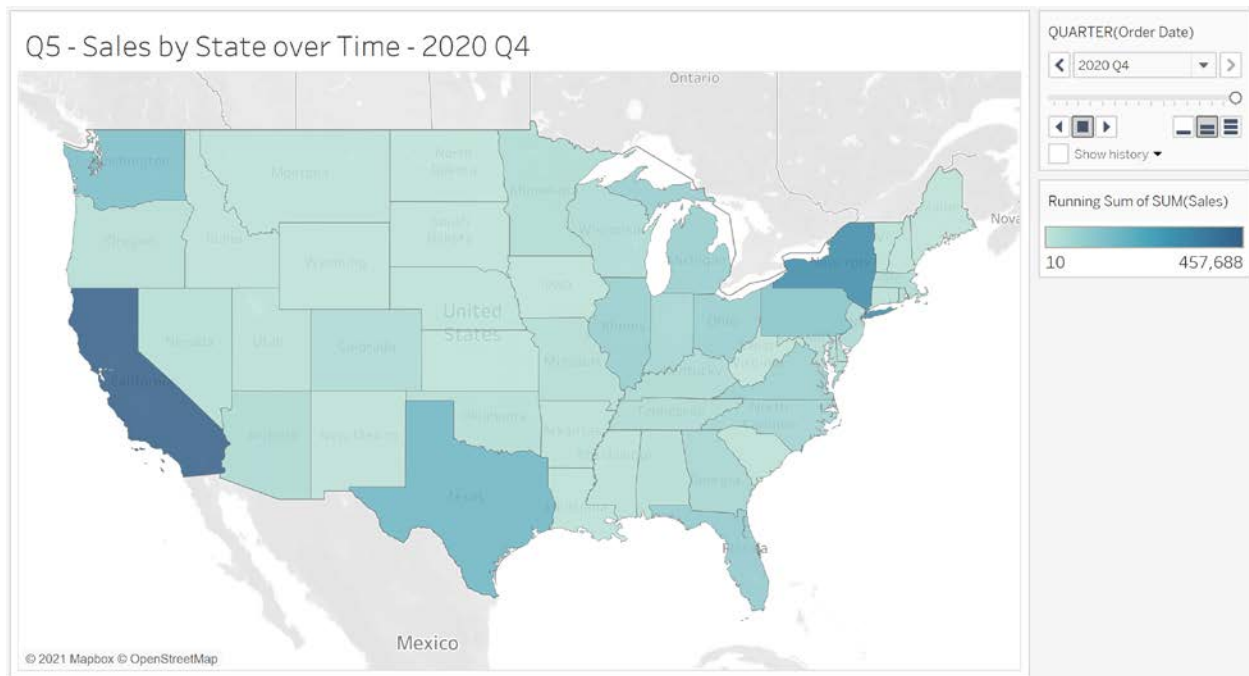 Q5 - Sales by State over Time - 2020 Q4
Ontario
Washington
Montana
North
Dakota
Minnesota
Maine
Nova
Oregon
Idaho
South
Dakota
Wisconsin
Michigan
New York
Wyoming
Iowa
United
States
Nevada
Utah
Colorado
Illinois
Ohio
California
Missouri
Arizona
New Mexico
Oklahoma
Arkansas
Tennessee
North
Carolina
Georgia
Texas
Florida
Mexico
© 2021 Mapbox © OpenStreetMap
QUARTER(Order Date)
2020 Q4
Show history
Running Sum of SUM(Sales)
10 457,688